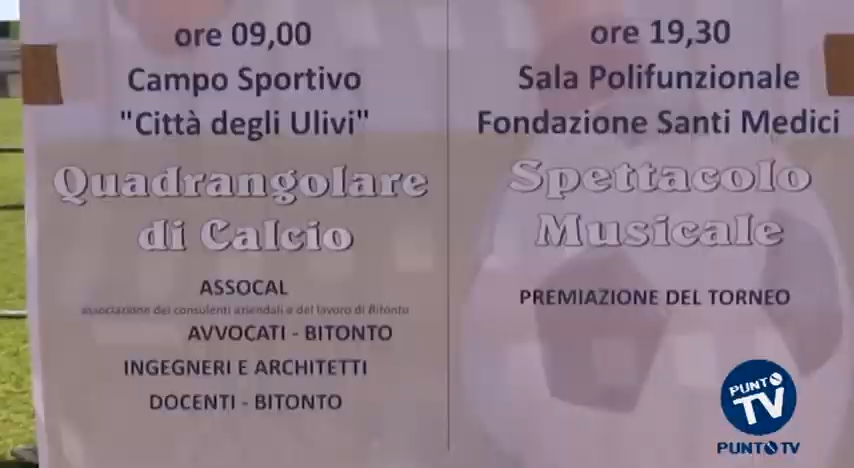 ore 09,00
Campo Sportivo
"Città degli Ulivi"
Quadrangolare
di Calcio
ASSOCAL
associazione dei consulenti aziendali e del lavoro di Bitonto
AVVOCATI - BITONTO
INGEGNERI E ARCHITETTI
DOCENTI - BITONTO
ore 19,30
Sala Polifunzionale
Fondazione Santi Medici
Spettacolo
Musicale
PREMIAZIONE DEL TORNEO
PUNTO
TV
PUNTO TV